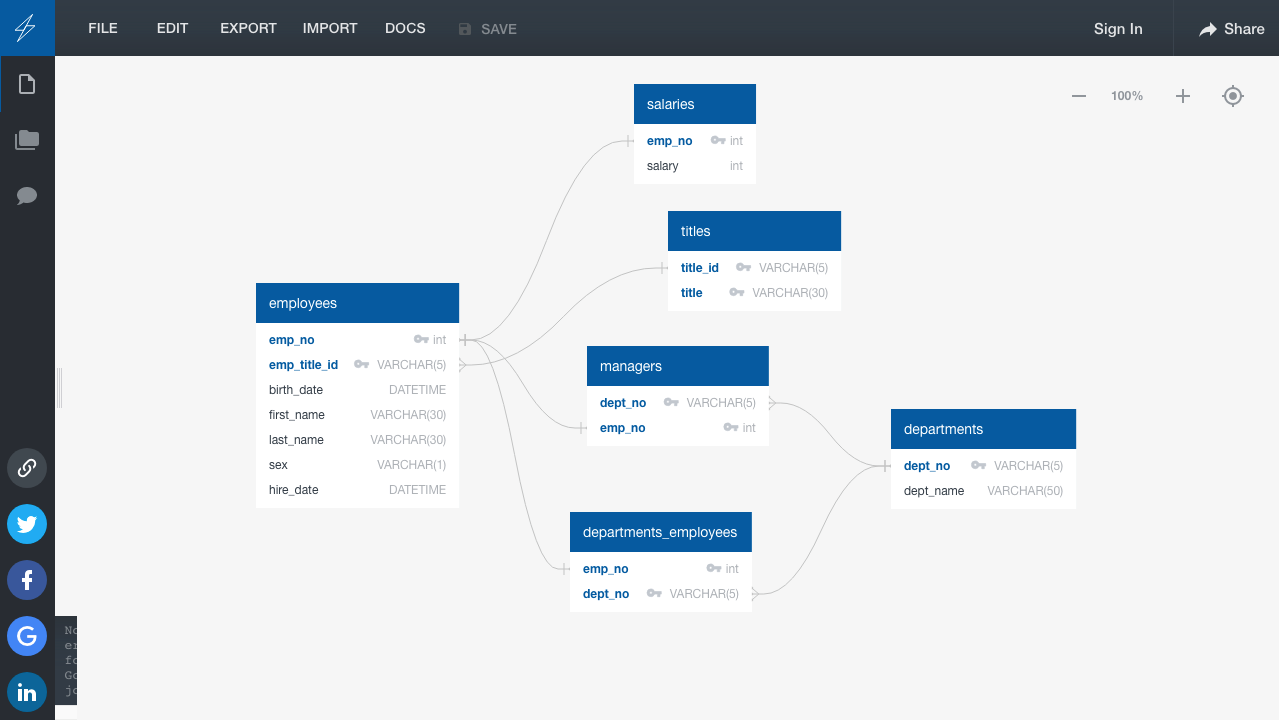 FILE EDIT EXPORT IMPORT DOCS SAVE Sign In Share
100%
salaries
emp_no int
salary int
titles
title_id VARCHAR(5)
title VARCHAR(30)
employees
emp_no int
emp_title_id VARCHAR(5)
birth_date DATETIME
first_name VARCHAR(30)
last_name VARCHAR(30)
sex VARCHAR(1)
hire_date DATETIME
managers
dept_no VARCHAR(5)
emp_no int
departments
dept_no VARCHAR(5)
dept_name VARCHAR(50)
departments_employees
emp_no int
dept_no VARCHAR(5)